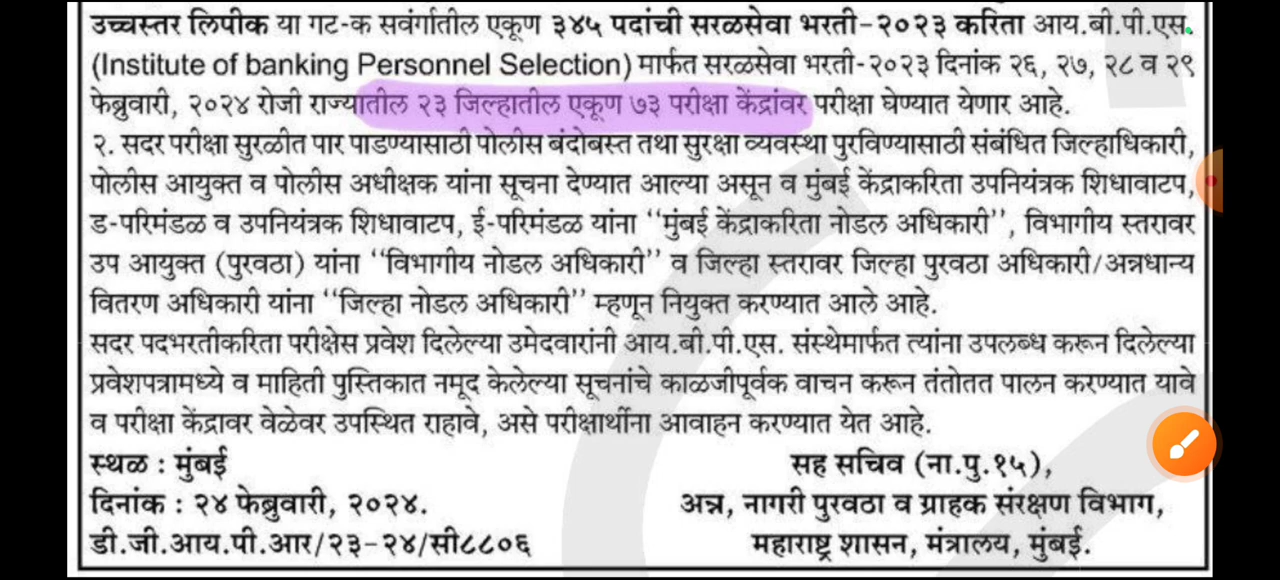 उच्चस्तर लिपीक या गट-क सवंर्गातील एकूण ३४५ पदांची सरळसेवा भरती-२०२३ करिता आय.बी.पी.एस.
(Institute of banking Personnel Selection) मार्फत सरळसेवा भरती-२०२३ दिनांक २६, २७, २८ व २९
फेब्रुवारी, २०२४ रोजी राज्यातील २३ जिल्हातील एकूण ७३ परीक्षा केंद्रांवर परीक्षा घेण्यात येणार आहे.
२. सदर परीक्षा सुरळीत पार पाडण्यासाठी पोलीस बंदोबस्त तथा सुरक्षा व्यवस्था पुरविण्यासाठी संबंधित जिल्हाधिकारी,
पोलीस आयुक्त व पोलीस अधीक्षक यांना सूचना देण्यात आल्या असून व मुंबई केंद्राकरिता उपनियंत्रक शिधावाटप,
ड-परिमंडळ व उपनियंत्रक शिधावाटप, ई-परिमंडळ यांना ‘‘मुंबई केंद्राकरिता नोडल अधिकारी’’, विभागीय स्तरावर
उप आयुक्त (पुरवठा) यांना ‘‘विभागीय नोडल अधिकारी’’ व जिल्हा स्तरावर जिल्हा पुरवठा अधिकारी/अन्नधान्य
वितरण अधिकारी यांना ‘‘जिल्हा नोडल अधिकारी’’ म्हणून नियुक्त करण्यात आले आहे.
सदर पदभरतीकरिता परीक्षेस प्रवेश दिलेल्या उमेदवारांनी आय.बी.पी.एस. संस्थेमार्फत त्यांना उपलब्ध करून दिलेल्या
प्रवेशपत्रामध्ये व माहिती पुस्तिकात नमूद केलेल्या सूचनांचे काळजीपूर्वक वाचन करून तंतोतत पालन करण्यात यावे
व परीक्षा केंद्रावर वेळेवर उपस्थित राहावे, असे परीक्षार्थींना आवाहन करण्यात येत आहे.
स्थळ : मुंबई
सह सचिव (ना.पु.१५),
दिनांक : २४ फेब्रुवारी, २०२४.
अन्न, नागरी पुरवठा व ग्राहक संरक्षण विभाग,
डी.जी.आय.पी.आर/२३-२४/सी८८०६
महाराष्ट्र शासन, मंत्रालय, मुंबई.